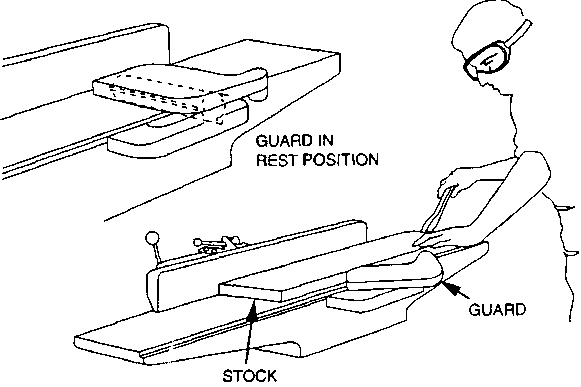 GUARD IN
REST POSITION
GUARD
STOCK